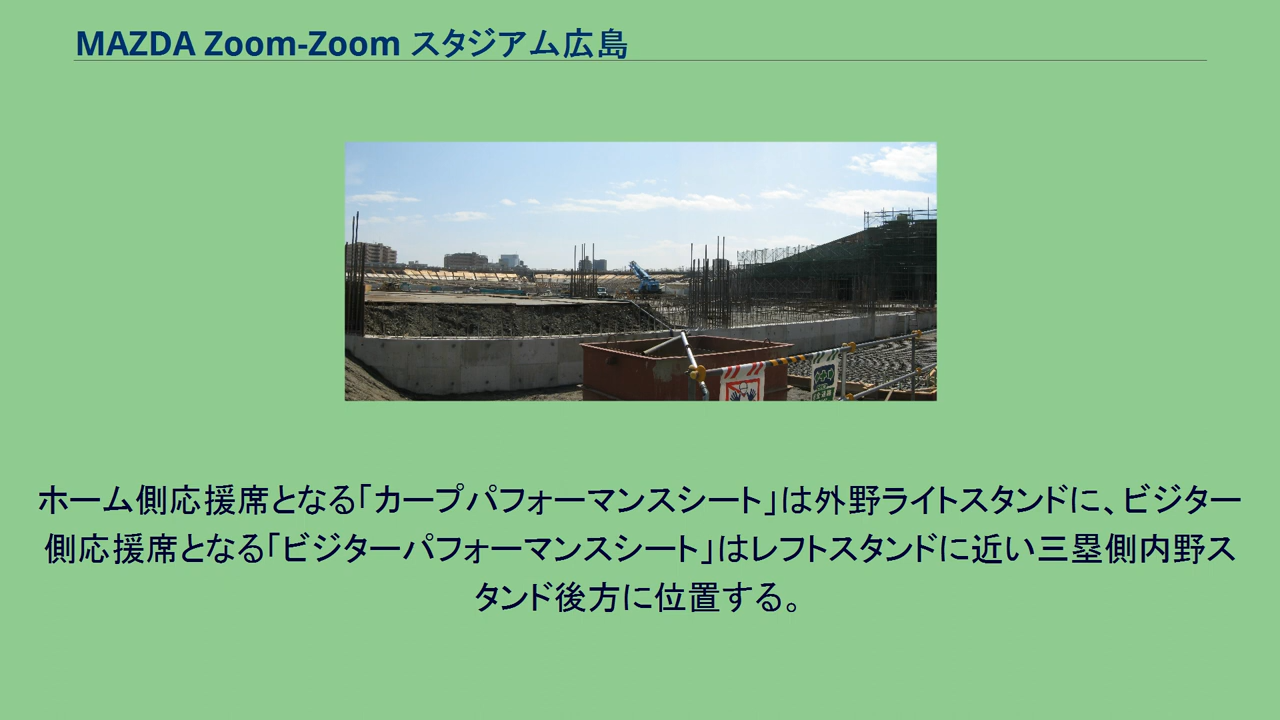 MAZDA Zoom-Zoom スタジアム広島
ホーム側応援席となる「カープパフォーマンスシート」は外野ライトスタンドに、ビジター
側応援席となる「ビジターパフォーマンスシート」はレフトスタンドに近い三塁側内野ス
タンド後方に位置する。